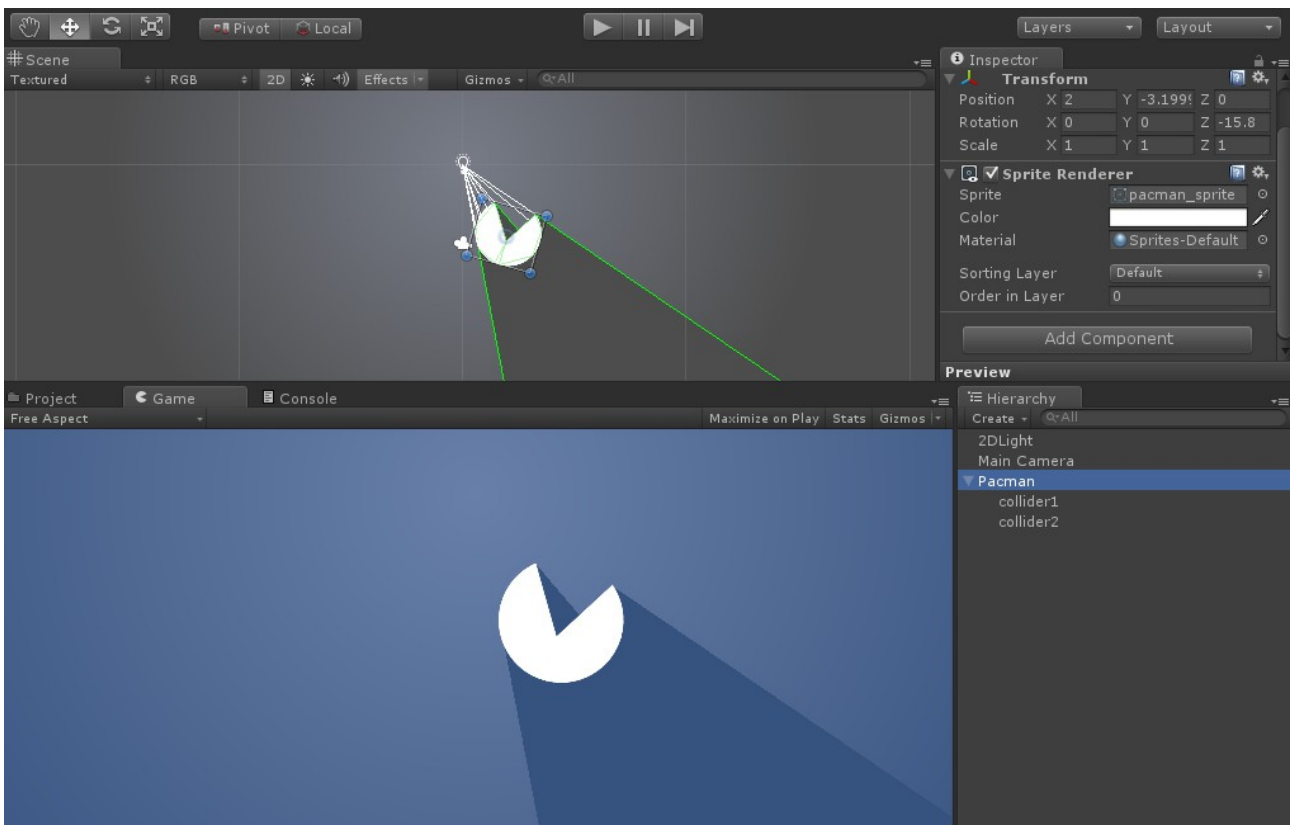 Pivot Local Layers Layout
Scene
Textured RGB 2D Effects Gizmos All
Inspector
Transform
Position X 2 Y -3.199 Z 0
Rotation X 0 Y 0 Z -15.8
Scale X 1 Y 1 Z 1
Sprite Renderer
Sprite pacman_sprite
Color
Material Sprites-Default
Sorting Layer Default
Order in Layer 0
Add Component
Preview
Project Game Console
Free Aspect Maximize on Play Stats Gizmos
Hierarchy
Create All
2DLight
Main Camera
Pacman
collider1
collider2